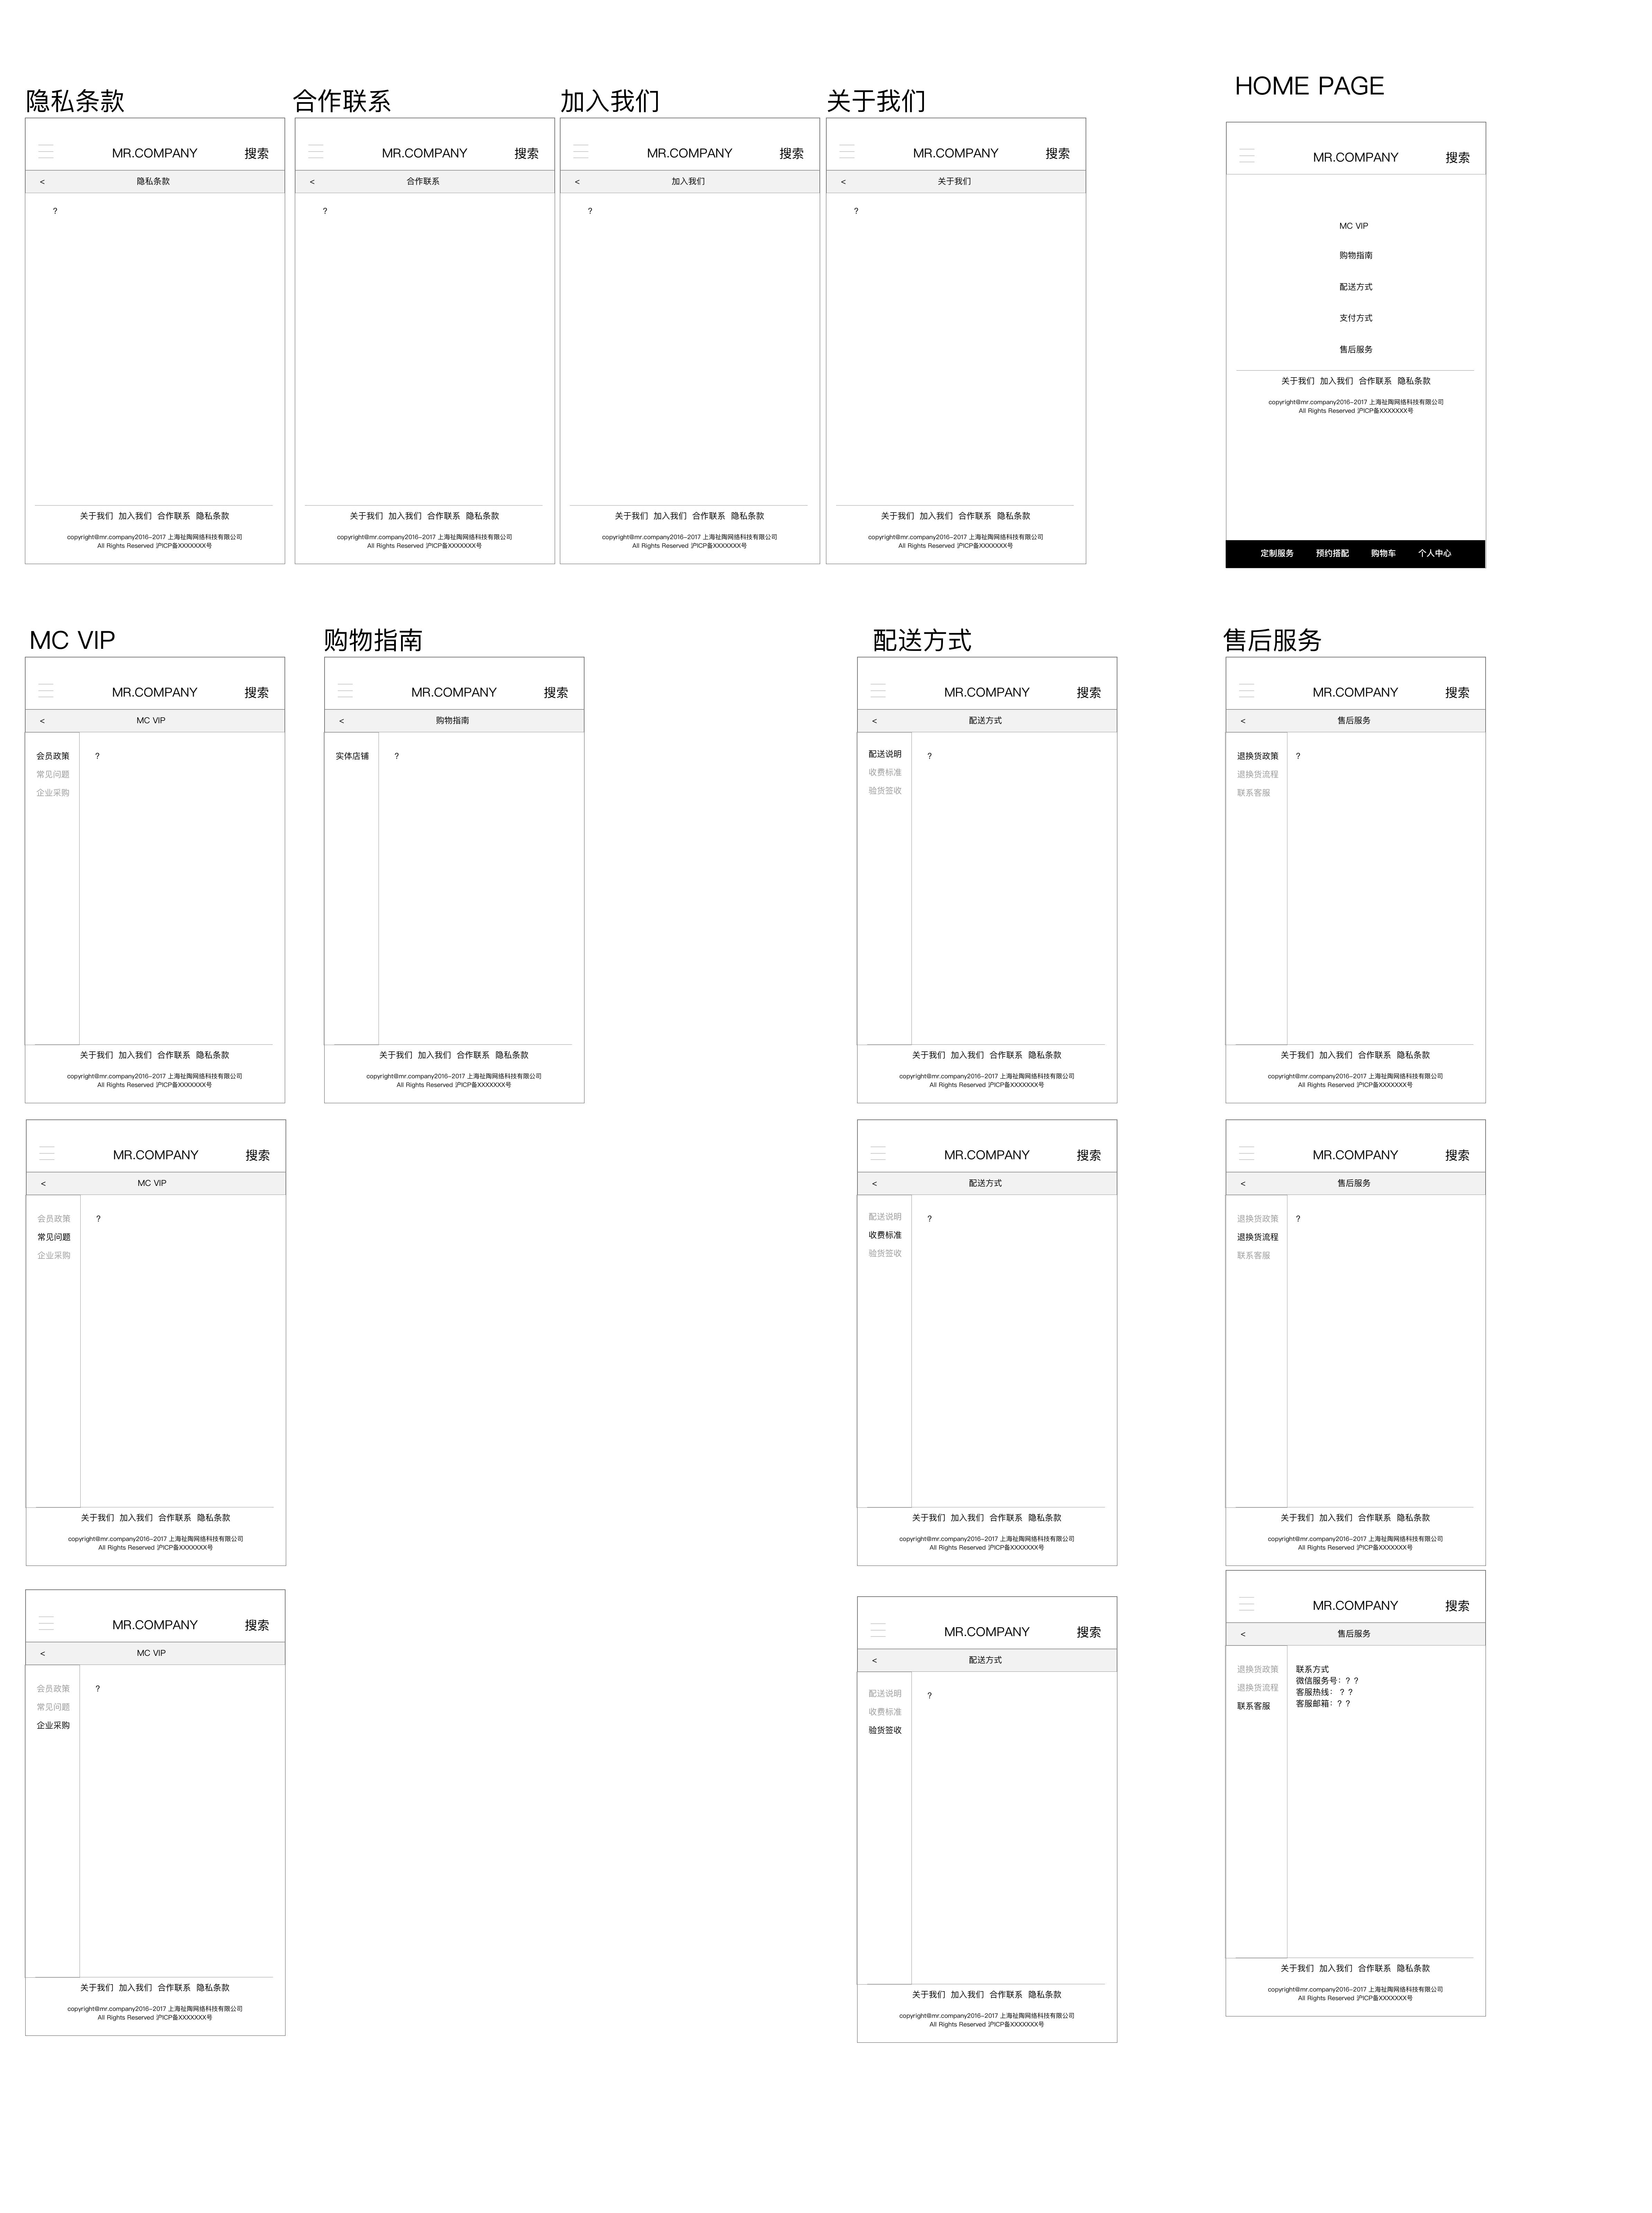 隐私条款
MR.COMPANY 搜索
< 隐私条款
?
关于我们 加入我们 合作联系 隐私条款
copyright@mr.company2016-2017 上海祉陶网络科技有限公司
All Rights Reserved 沪ICP备XXXXXXX号
合作联系
MR.COMPANY 搜索
< 合作联系
?
关于我们 加入我们 合作联系 隐私条款
copyright@mr.company2016-2017 上海祉陶网络科技有限公司
All Rights Reserved 沪ICP备XXXXXXX号
加入我们
MR.COMPANY 搜索
< 加入我们
?
关于我们 加入我们 合作联系 隐私条款
copyright@mr.company2016-2017 上海祉陶网络科技有限公司
All Rights Reserved 沪ICP备XXXXXXX号
关于我们
MR.COMPANY 搜索
< 关于我们
?
关于我们 加入我们 合作联系 隐私条款
copyright@mr.company2016-2017 上海祉陶网络科技有限公司
All Rights Reserved 沪ICP备XXXXXXX号
HOME PAGE
MR.COMPANY 搜索
MC VIP
购物指南
配送方式
支付方式
售后服务
关于我们 加入我们 合作联系 隐私条款
copyright@mr.company2016-2017 上海祉陶网络科技有限公司
All Rights Reserved 沪ICP备XXXXXXX号
定制服务 预约搭配 购物车 个人中心
MC VIP
MR.COMPANY 搜索
< MC VIP
会员政策 ?
常见问题
企业采购
关于我们 加入我们 合作联系 隐私条款
copyright@mr.company2016-2017 上海祉陶网络科技有限公司
All Rights Reserved 沪ICP备XXXXXXX号
购物指南
MR.COMPANY 搜索
< 购物指南
实体店铺 ?
关于我们 加入我们 合作联系 隐私条款
copyright@mr.company2016-2017 上海祉陶网络科技有限公司
All Rights Reserved 沪ICP备XXXXXXX号
配送方式
MR.COMPANY 搜索
< 配送方式
配送说明 ?
收费标准
验货签收
关于我们 加入我们 合作联系 隐私条款
copyright@mr.company2016-2017 上海祉陶网络科技有限公司
All Rights Reserved 沪ICP备XXXXXXX号
售后服务
MR.COMPANY 搜索
< 售后服务
退换货政策 ?
退换货流程
联系客服
关于我们 加入我们 合作联系 隐私条款
copyright@mr.company2016-2017 上海祉陶网络科技有限公司
All Rights Reserved 沪ICP备XXXXXXX号
MR.COMPANY 搜索
< MC VIP
会员政策 ?
常见问题
企业采购
关于我们 加入我们 合作联系 隐私条款
copyright@mr.company2016-2017 上海祉陶网络科技有限公司
All Rights Reserved 沪ICP备XXXXXXX号
MR.COMPANY 搜索
< 配送方式
配送说明 ?
收费标准
验货签收
关于我们 加入我们 合作联系 隐私条款
copyright@mr.company2016-2017 上海祉陶网络科技有限公司
All Rights Reserved 沪ICP备XXXXXXX号
MR.COMPANY 搜索
< 售后服务
退换货政策 ?
退换货流程
联系客服
关于我们 加入我们 合作联系 隐私条款
copyright@mr.company2016-2017 上海祉陶网络科技有限公司
All Rights Reserved 沪ICP备XXXXXXX号
MR.COMPANY 搜索
< MC VIP
会员政策 ?
常见问题
企业采购
关于我们 加入我们 合作联系 隐私条款
copyright@mr.company2016-2017 上海祉陶网络科技有限公司
All Rights Reserved 沪ICP备XXXXXXX号
MR.COMPANY 搜索
< 配送方式
配送说明 ?
收费标准
验货签收
关于我们 加入我们 合作联系 隐私条款
copyright@mr.company2016-2017 上海祉陶网络科技有限公司
All Rights Reserved 沪ICP备XXXXXXX号
MR.COMPANY 搜索
< 售后服务
退换货政策 联系方式
微信服务号：？？
退换货流程 客服热线：？？
联系客服 客服邮箱：？？
关于我们 加入我们 合作联系 隐私条款
copyright@mr.company2016-2017 上海祉陶网络科技有限公司
All Rights Reserved 沪ICP备XXXXXXX号